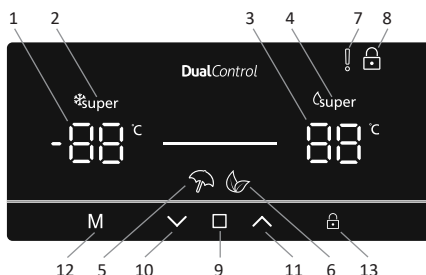 1 2 3 4 7 8
DualControl
super super
-88 °C 88 °C
M
12 5 10 9 11 6 13